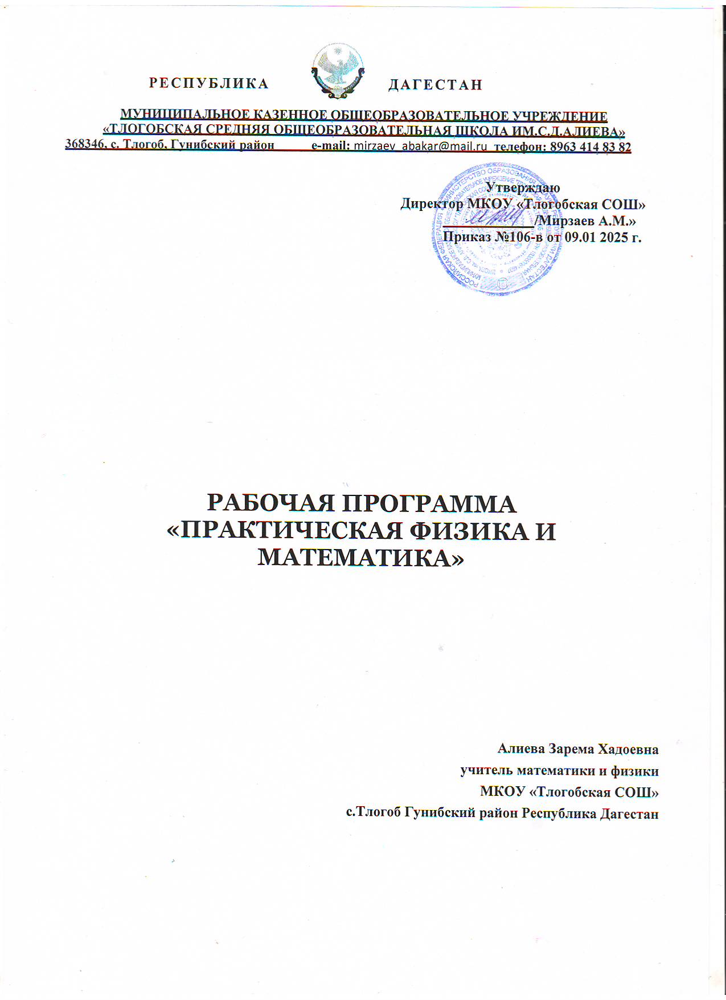 РЕСПУБЛИКА ДАГЕСТАН
МУНИЦИПАЛЬНОЕ КАЗЕННОЕ ОБЩЕОБРАЗОВАТЕЛЬНОЕ УЧРЕЖДЕНИЕ
«ТЛОГОБСКАЯ СРЕДНЯЯ ОБЩЕОБРАЗОВАТЕЛЬНАЯ ШКОЛА ИМ.С.Д.АЛИЕВА»
368346, с. Тлогоб, Гунибский район e-mail: mirzaev_abakar@mail.ru телефон: 8963 414 83 82
Утверждаю
Директор МКОУ «Тлогобская СОШ»
____________/Мирзаев А.М.»
Приказ №106-в от 09.01 2025 г.
РАБОЧАЯ ПРОГРАММА
«ПРАКТИЧЕСКАЯ ФИЗИКА И
МАТЕМАТИКА»
Алиева Зарема Хадоевна
учитель математики и физики
МКОУ «Тлогобская СОШ»
с.Тлогоб Гунибский район Республика Дагестан